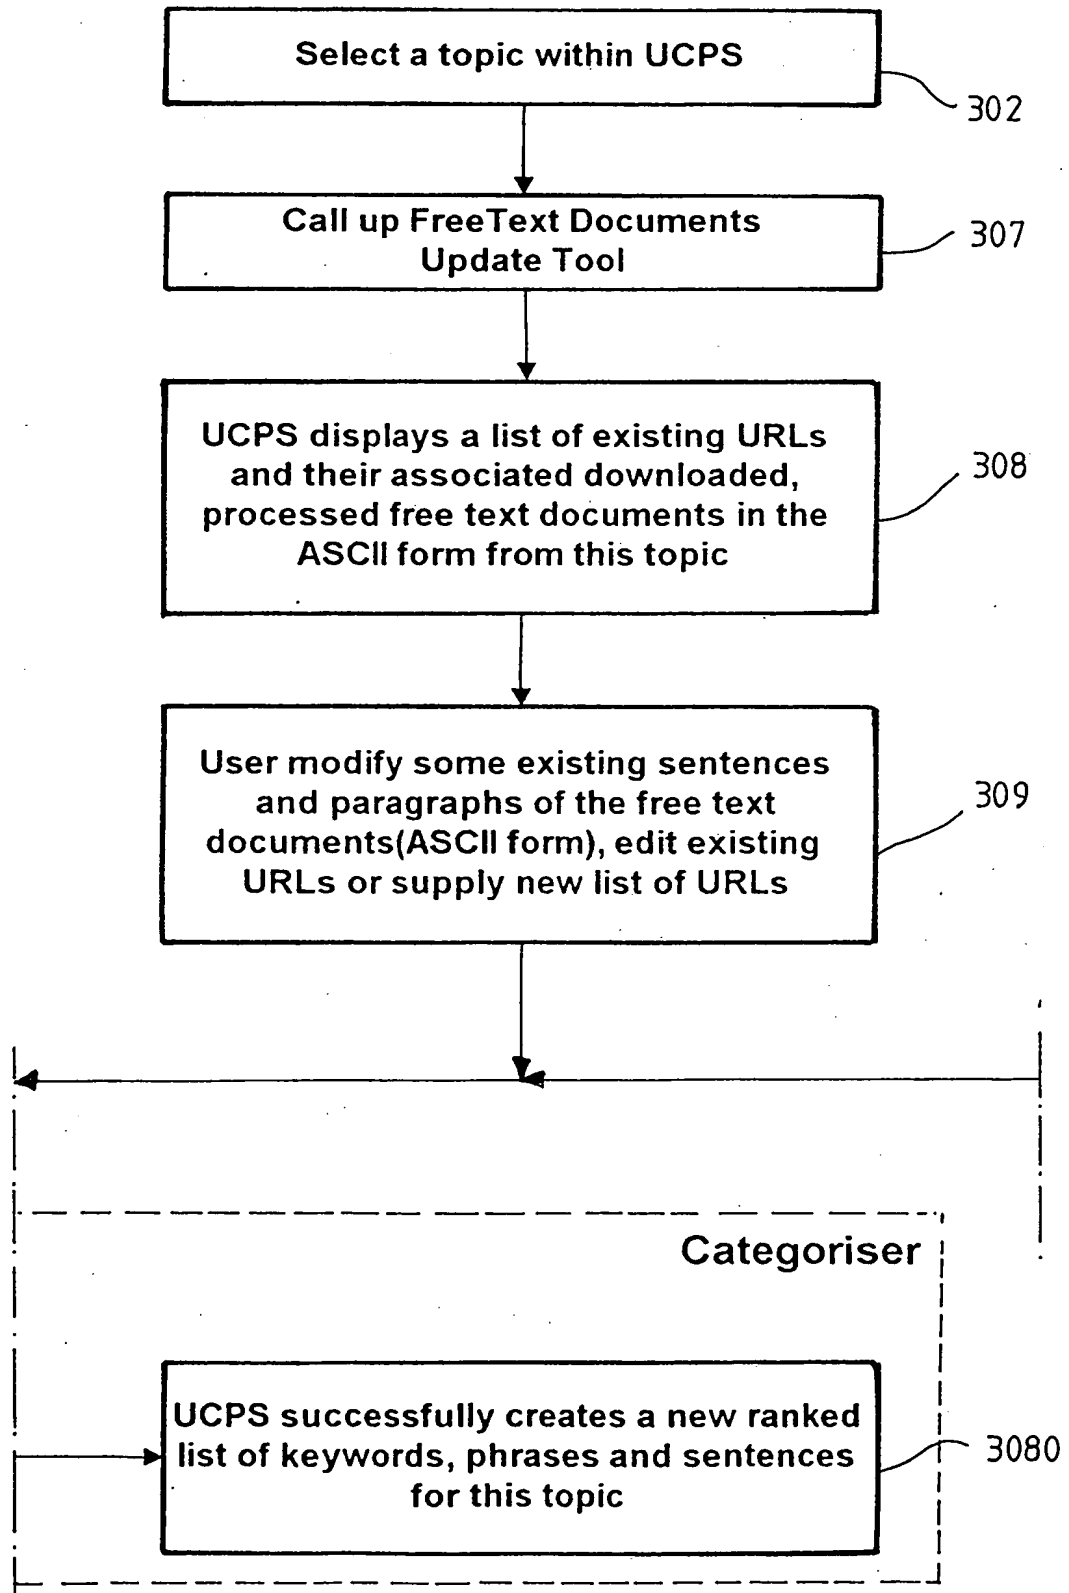 Select a topic within UCPS
302
Call up FreeText Documents
Update Tool
307
UCPS displays a list of existing URLs
and their associated downloaded,
processed free text documents in the
ASCII form from this topic
308
User modify some existing sentences
and paragraphs of the free text
documents(ASCII form), edit existing
URLs or supply new list of URLs
309
Categoriser
UCPS successfully creates a new ranked
list of keywords, phrases and sentences
for this topic
3080